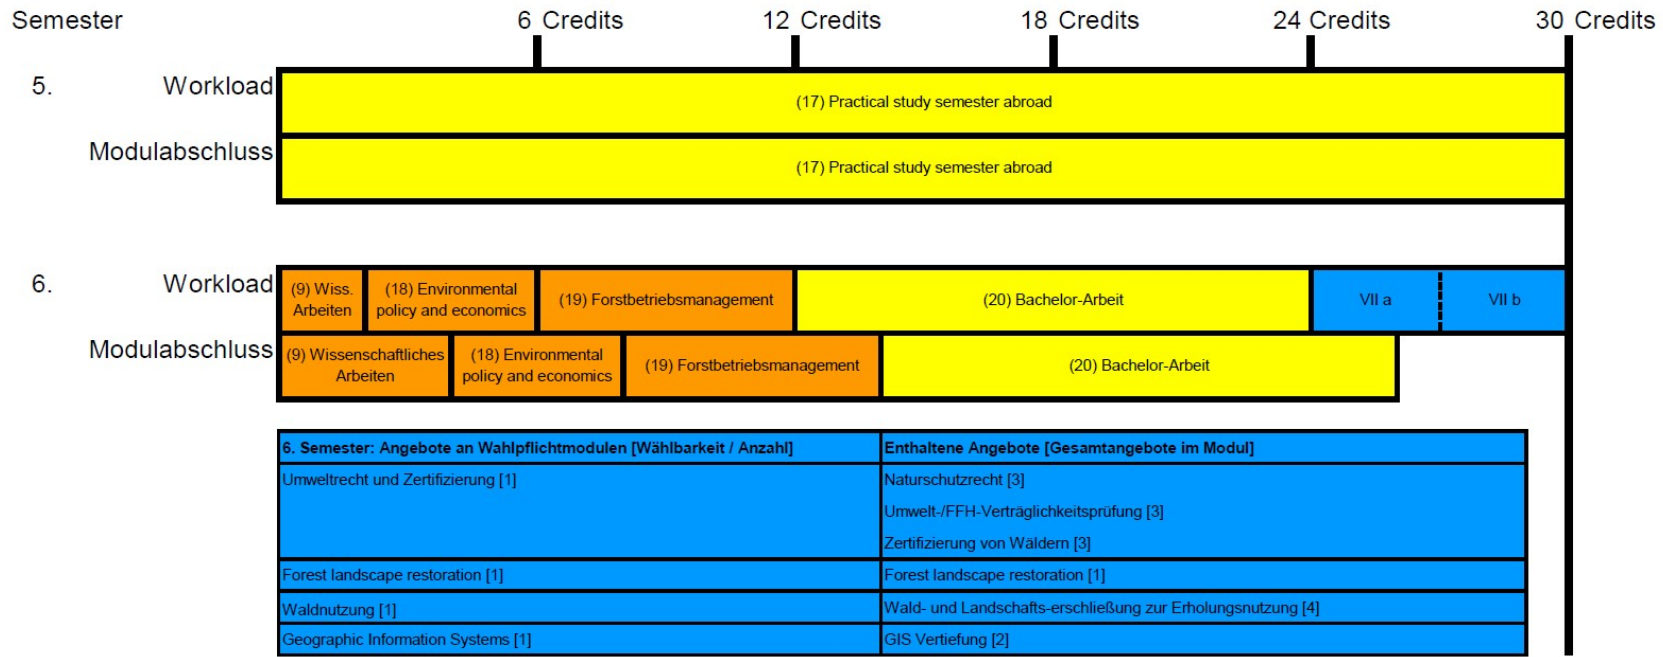 Semester 6 Credits 12 Credits 18 Credits 24 Credits 30 Credits
5. Workload
(17) Practical study semester abroad
Modulabschluss
(17) Practical study semester abroad
6. Workload
(9) Wiss.
Arbeiten
(18) Environmental
policy and economics
(19) Forstbetriebsmanagement
(20) Bachelor-Arbeit
VII a
VII b
Modulabschluss
(9) Wissenschaftliches
Arbeiten
(18) Environmental
policy and economics
(19) Forstbetriebsmanagement
(20) Bachelor-Arbeit
6. Semester: Angebote an Wahlpflichtmodulen [Wählbarkeit / Anzahl]
Enthaltene Angebote [Gesamtangebote im Modul]
Umweltrecht und Zertifizierung [1]
Naturschutzrecht [3]
Umwelt-/FFH-Verträglichkeitsprüfung [3]
Zertifizierung von Wäldern [3]
Forest landscape restoration [1]
Forest landscape restoration [1]
Waldnutzung [1]
Wald- und Landschafts-erschließung zur Erholungsnutzung [4]
Geographic Information Systems [1]
GIS Vertiefung [2]